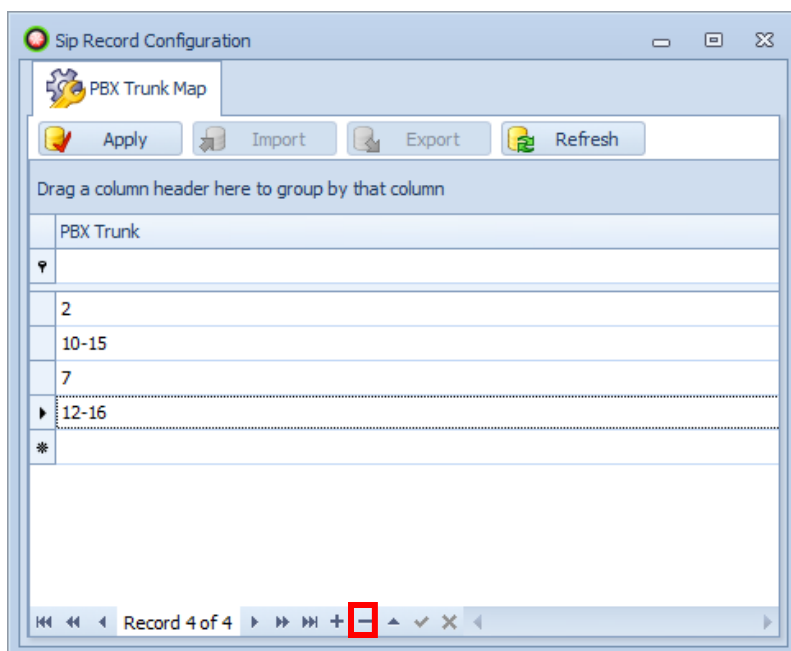 Sip Record Configuration
PBX Trunk Map
Apply Import Export Refresh
Drag a column header here to group by that column
PBX Trunk
2
10-15
7
12-16
Record 4 of 4